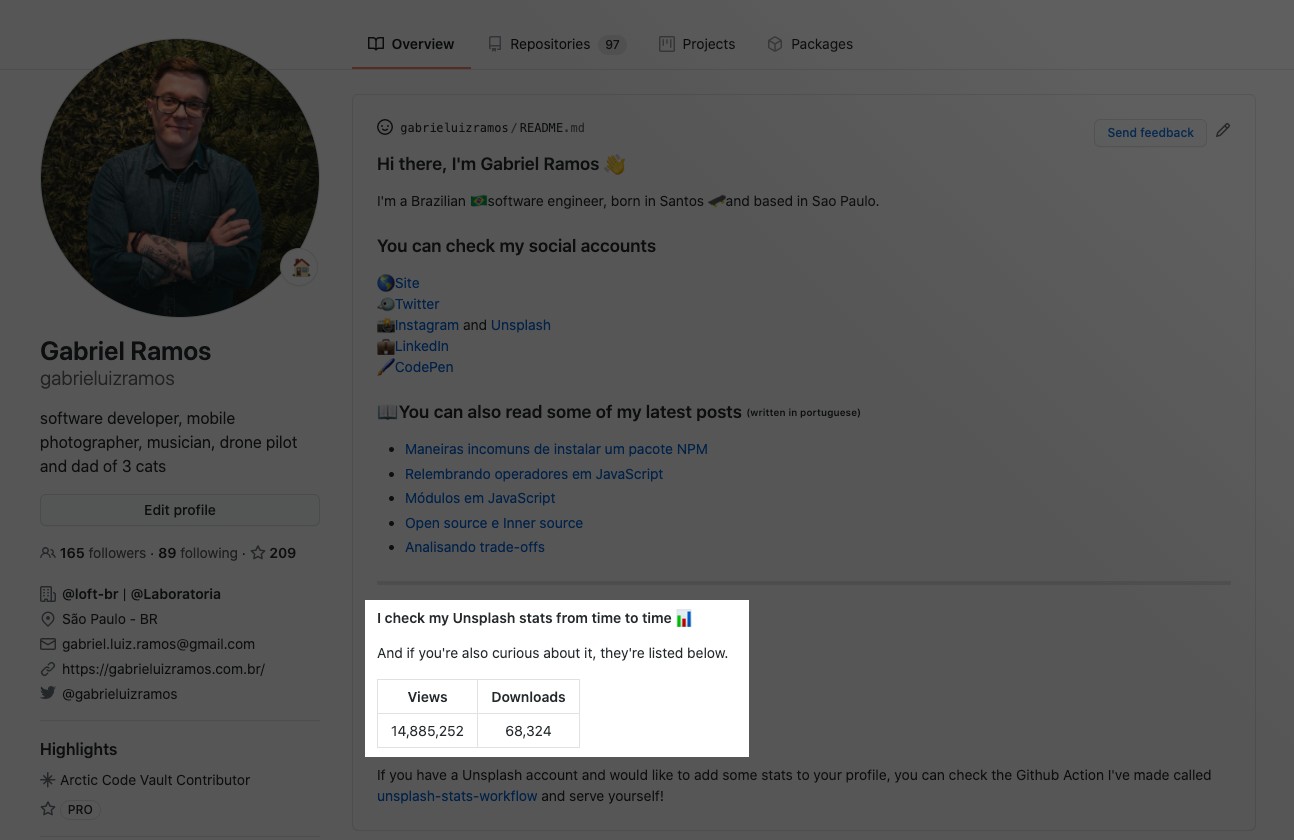 Overview
Repositories 97
Projects
Packages
Gabriel Ramos
gabrieluizramos
software developer, mobile
photographer, musician, drone pilot
and dad of 3 cats
Edit profile
165 followers · 89 following · 209
@loft-br | @Laboratoria
São Paulo - BR
gabriel.luiz.ramos@gmail.com
https://gabrieluizramos.com.br/
@gabrieluizramos
Highlights
Arctic Code Vault Contributor
PRO
gabrieluizramos/README.md
Send feedback
Hi there, I'm Gabriel Ramos 👋
I'm a Brazilian 🇧🇷software engineer, born in Santos 🛹and based in Sao Paulo.
You can check my social accounts
🌎Site
🐦Twitter
📸Instagram and Unsplash
💼LinkedIn
🖊CodePen
📖You can also read some of my latest posts (written in portuguese)
• Maneiras incomuns de instalar um pacote NPM
• Relembrando operadores em JavaScript
• Módulos em JavaScript
• Open source e Inner source
• Analisando trade-offs
I check my Unsplash stats from time to time 📊
And if you're also curious about it, they're listed below.
Views Downloads
14,885,252 68,324
If you have a Unsplash account and would like to add some stats to your profile, you can check the Github Action I've made called
unsplash-stats-workflow and serve yourself!